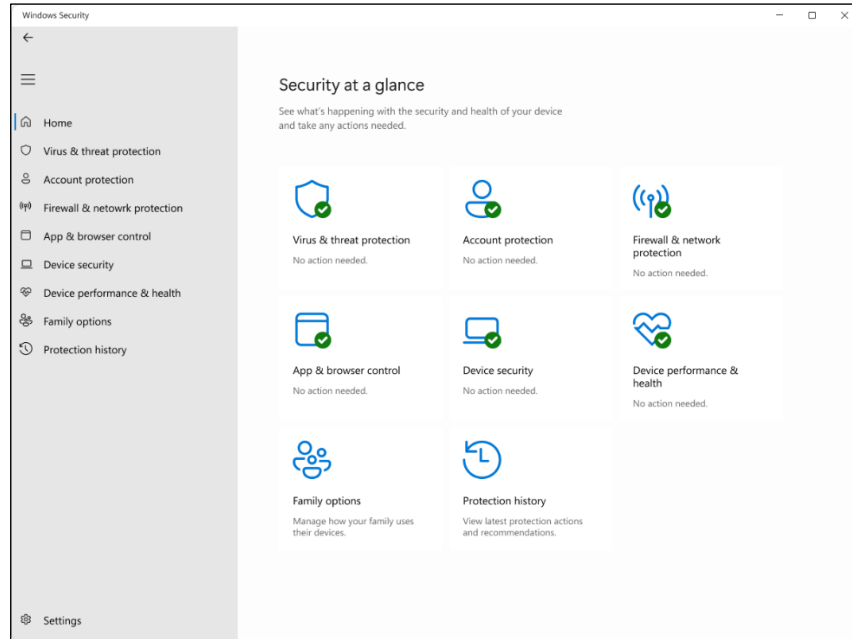 Windows Security
Home
Virus & threat protection
Account protection
Firewall & netowrk protection
App & browser control
Device security
Device performance & health
Family options
Protection history
Settings
Security at a glance
See what's happening with the security and health of your device
and take any actions needed.
Virus & threat protection
No action needed.
Account protection
No action needed.
Firewall & network
protection
No action needed.
App & browser control
No action needed.
Device security
No action needed.
Device performance &
health
No action needed.
Family options
Manage how your family uses
their devices.
Protection history
View latest protection actions
and recommendations.